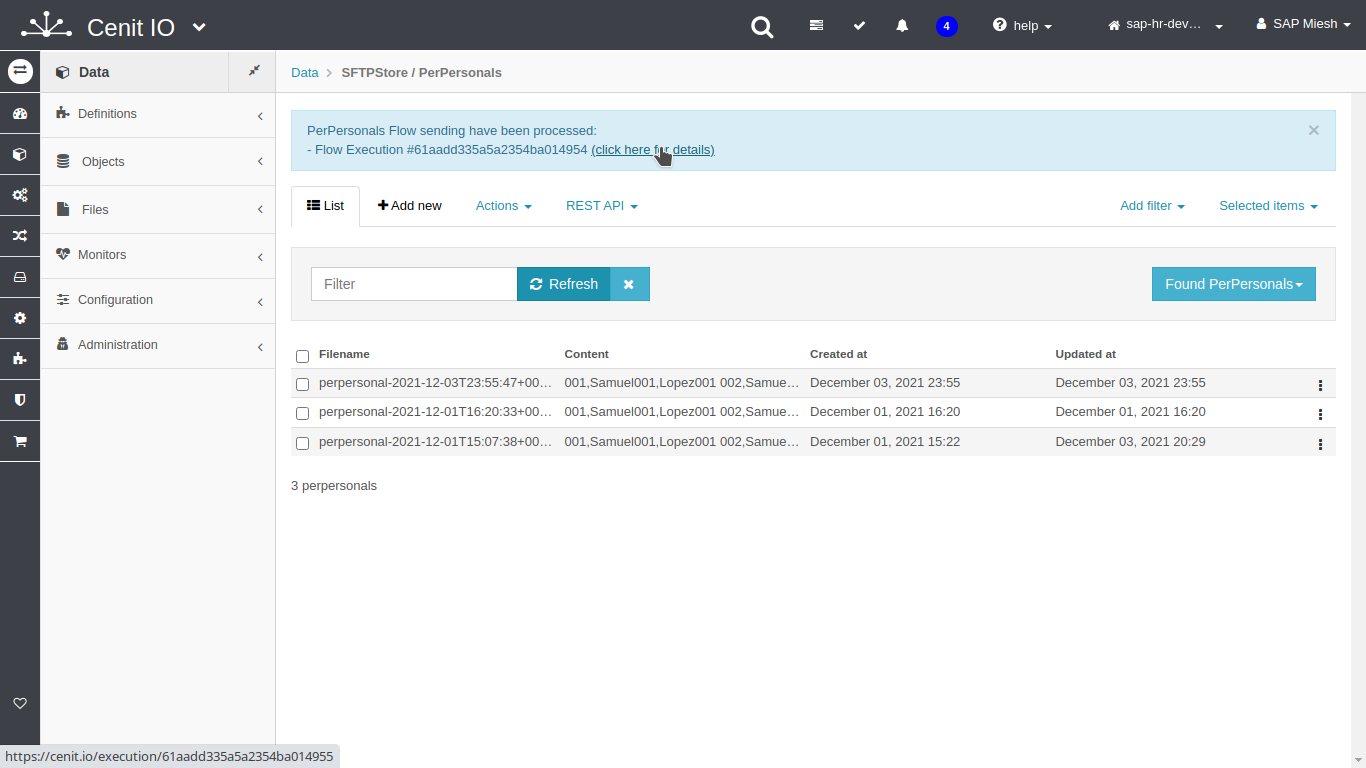 Cenit IO
4
help
sap-hr-dev…
SAP Miesh
Data
Data
SFTPStore / PerPersonals
Definitions
Objects
Files
Monitors
Configuration
Administration
PerPersonals Flow sending have been processed:
- Flow Execution #61aadd335a5a2354ba014954 (click here for details)
×
List
Add new
Actions
REST API
Add filter
Selected items
Filter
Refresh
Found PerPersonals
Filename Content Created at Updated at
perpersonal-2021-12-03T23:55:47+00… 001,Samuel001,Lopez001 002,Samue… December 03, 2021 23:55 December 03, 2021 23:55
perpersonal-2021-12-01T16:20:33+00… 001,Samuel001,Lopez001 002,Samue… December 01, 2021 16:20 December 01, 2021 16:20
perpersonal-2021-12-01T15:07:38+00… 001,Samuel001,Lopez001 002,Samue… December 01, 2021 15:22 December 03, 2021 20:29
3 perpersonals
https://cenit.io/execution/61aadd335a5a2354ba014955